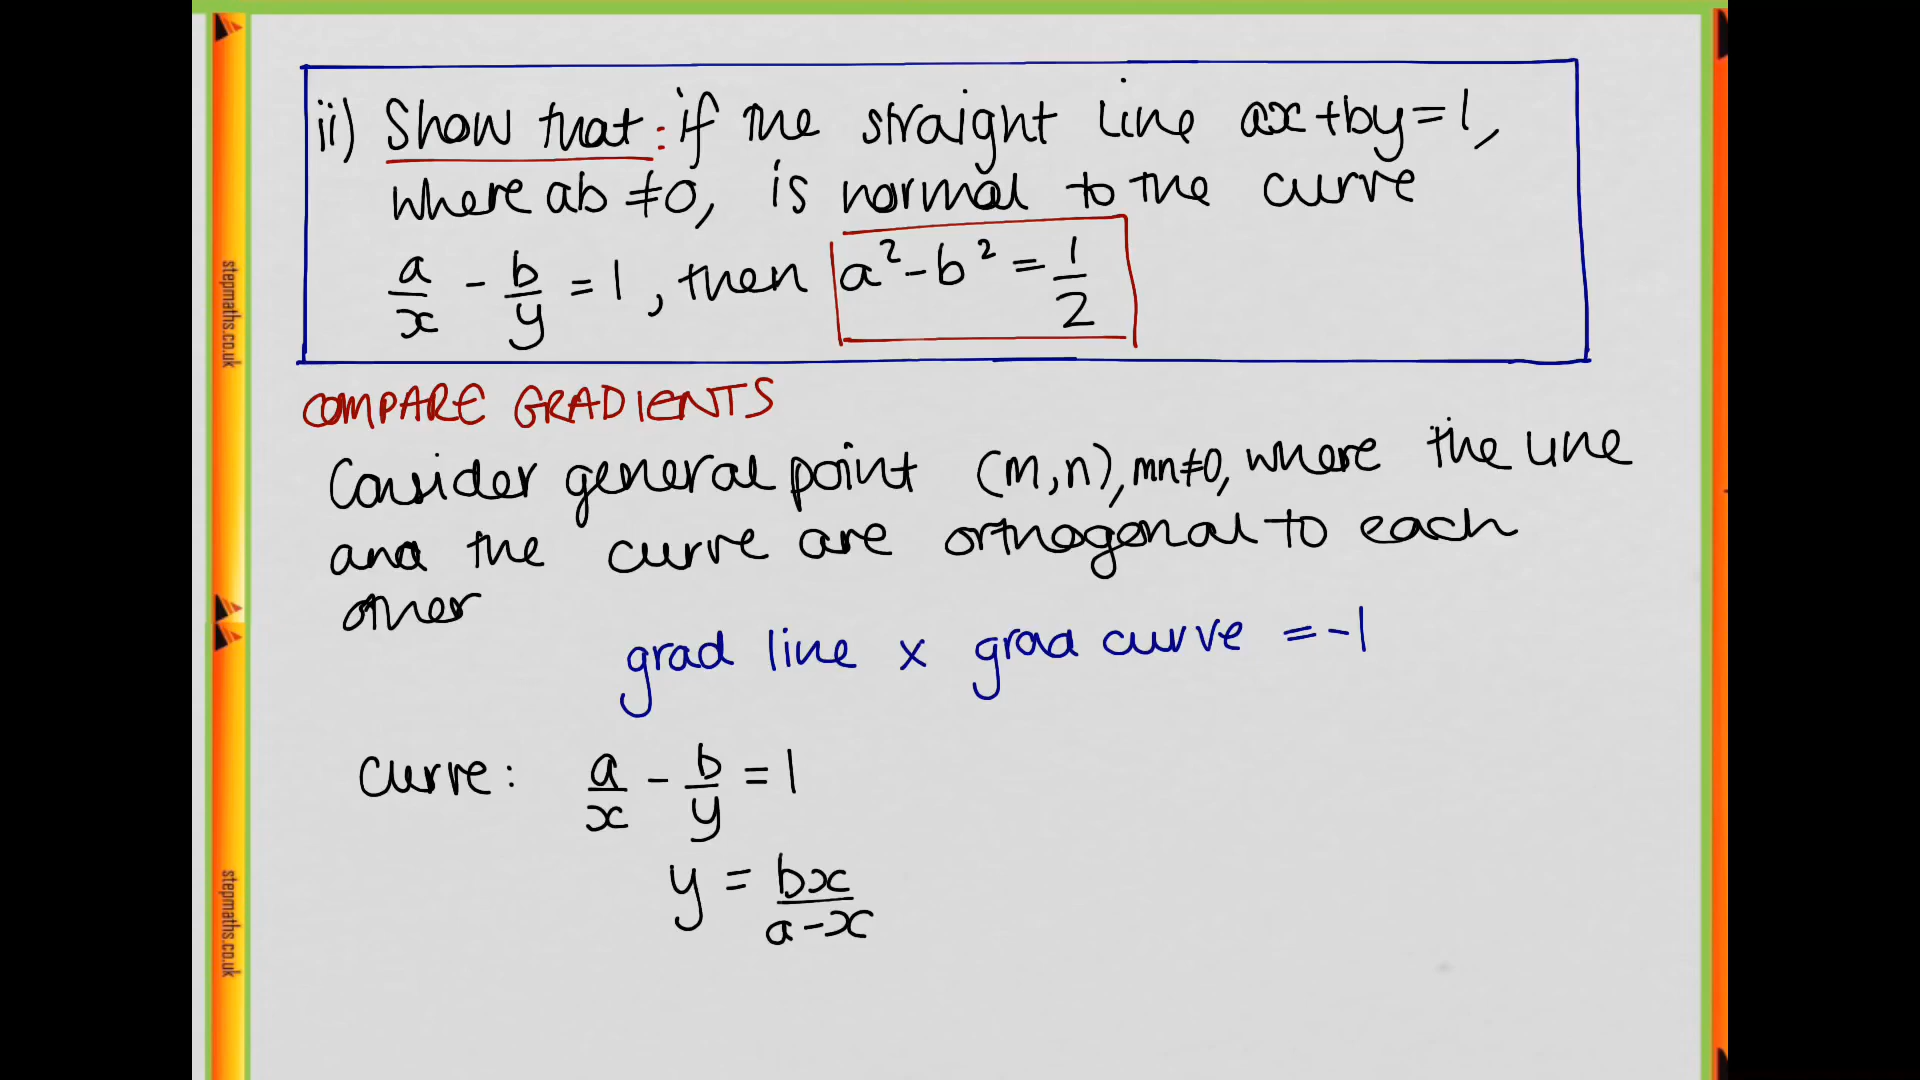 ii) Show that: if the straight line ax+by=1,
where ab ≠0, is normal to the curve
a/x - b/y = 1, then a²-b² = 1/2
COMPARE GRADIENTS
Consider general point (m,n), mn≠0, where the line
and the curve are orthogonal to each
other
grad line x grad curve = -1
curve: a/x - b/y = 1
y = bx/a-x
stepmaths.co.uk
stepmaths.co.uk